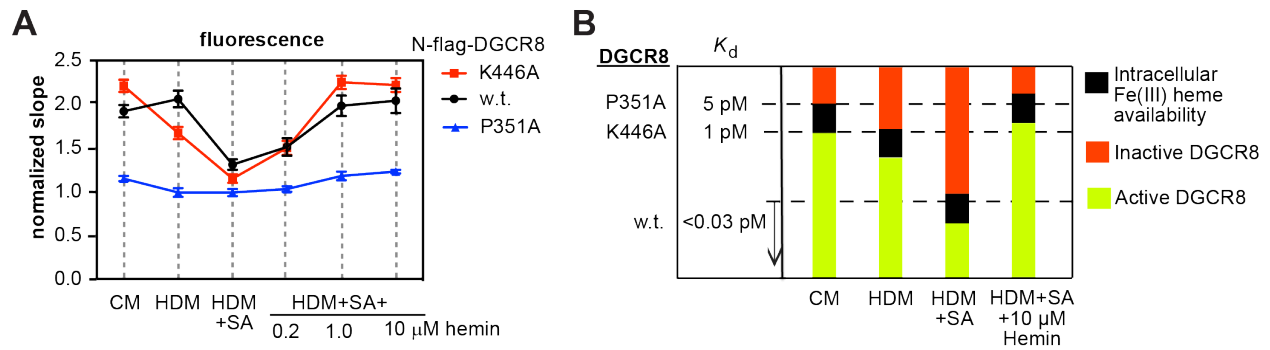 A
fluorescence
N-flag-DGCR8
K446A
w.t.
P351A
normalized slope
2.5
2.0
1.5
1.0
0.5
0.0
CM
HDM
HDM
+SA
HDM+SA+
0.2
1.0
10 µM hemin
B
DGCR8
Kd
P351A
5 pM
K446A
1 pM
w.t.
<0.03 pM
CM
HDM
HDM
+SA
HDM+SA
+10 µM
Hemin
Intracellular
Fe(III) heme
availability
Inactive DGCR8
Active DGCR8